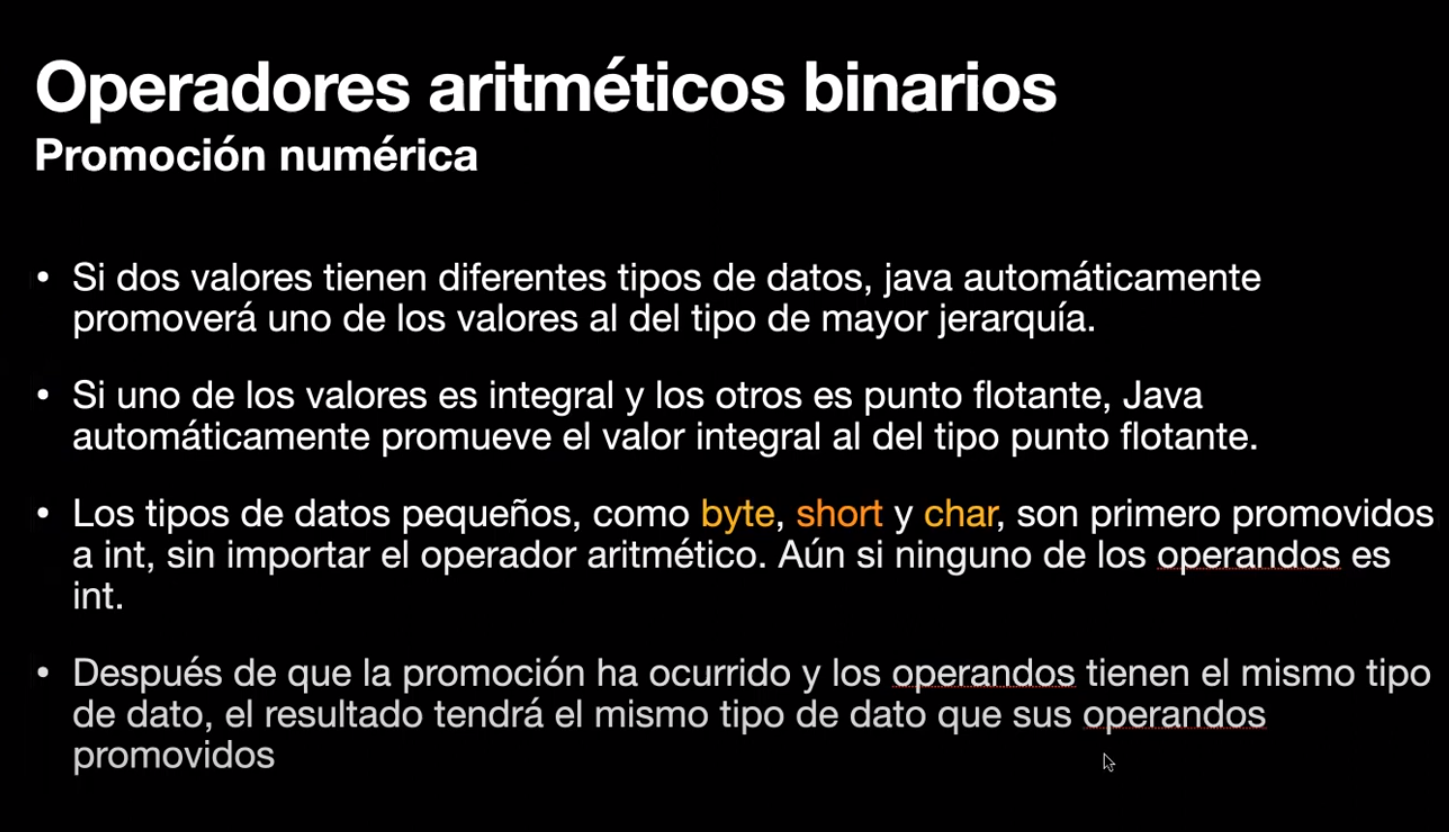 Operadores aritméticos binarios
Promoción numérica
• Si dos valores tienen diferentes tipos de datos, java automáticamente
promoverá uno de los valores al del tipo de mayor jerarquía.
• Si uno de los valores es integral y los otros es punto flotante, Java
automáticamente promueve el valor integral al del tipo punto flotante.
• Los tipos de datos pequeños, como byte, short y char, son primero promovidos
a int, sin importar el operador aritmético. Aún si ninguno de los operandos es
int.
• Después de que la promoción ha ocurrido y los operandos tienen el mismo tipo
de dato, el resultado tendrá el mismo tipo de dato que sus operandos
promovidos